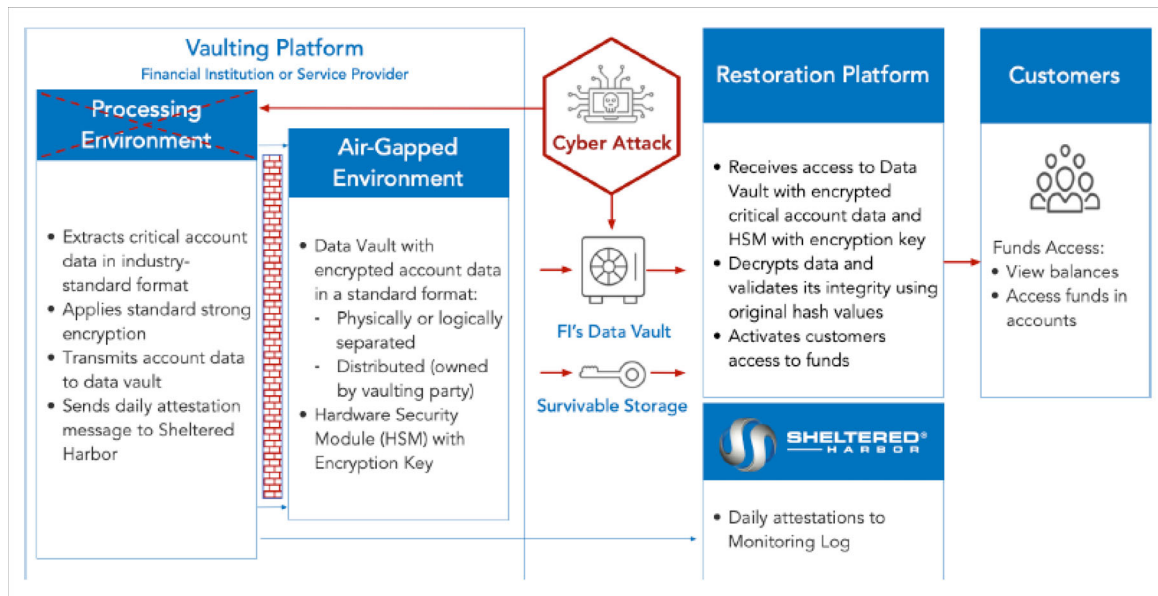 Vaulting Platform
Financial Institution or Service Provider
Processing
Environment
• Extracts critical account
data in industry-
standard format
• Applies standard strong
encryption
• Transmits account data
to data vault
• Sends daily attestation
message to Sheltered
Harbor
Air-Gapped
Environment
• Data Vault with
encrypted account data
in a standard format:
- Physically or logically
separated
- Distributed (owned
by vaulting party)
• Hardware Security
Module (HSM) with
Encryption Key
Cyber Attack
FI's Data Vault
Survivable Storage
Restoration Platform
• Receives access to Data
Vault with encrypted
critical account data and
HSM with encryption key
• Decrypts data and
validates its integrity using
original hash values
• Activates customers
access to funds
SHELTERED®
HARBOR
• Daily attestations to
Monitoring Log
Customers
Funds Access:
• View balances
• Access funds in
accounts